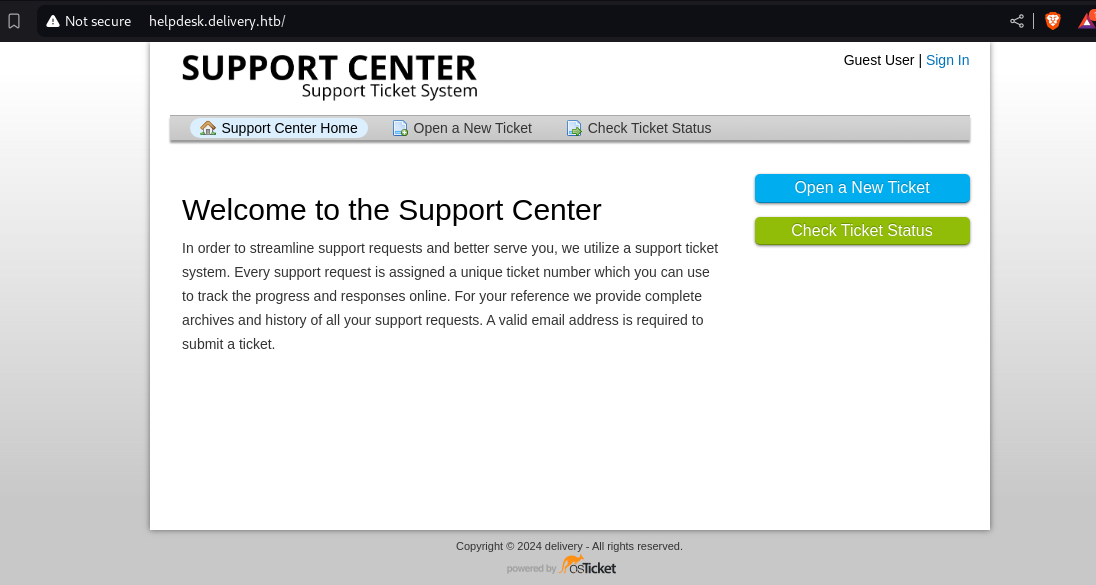 Not secure helpdesk.delivery.htb/
SUPPORT CENTER
Support Ticket System
Guest User | Sign In
Support Center Home Open a New Ticket Check Ticket Status
Open a New Ticket
Check Ticket Status
Welcome to the Support Center
In order to streamline support requests and better serve you, we utilize a support ticket
system. Every support request is assigned a unique ticket number which you can use
to track the progress and responses online. For your reference we provide complete
archives and history of all your support requests. A valid email address is required to
submit a ticket.
Copyright © 2024 delivery - All rights reserved.
powered by osTicket